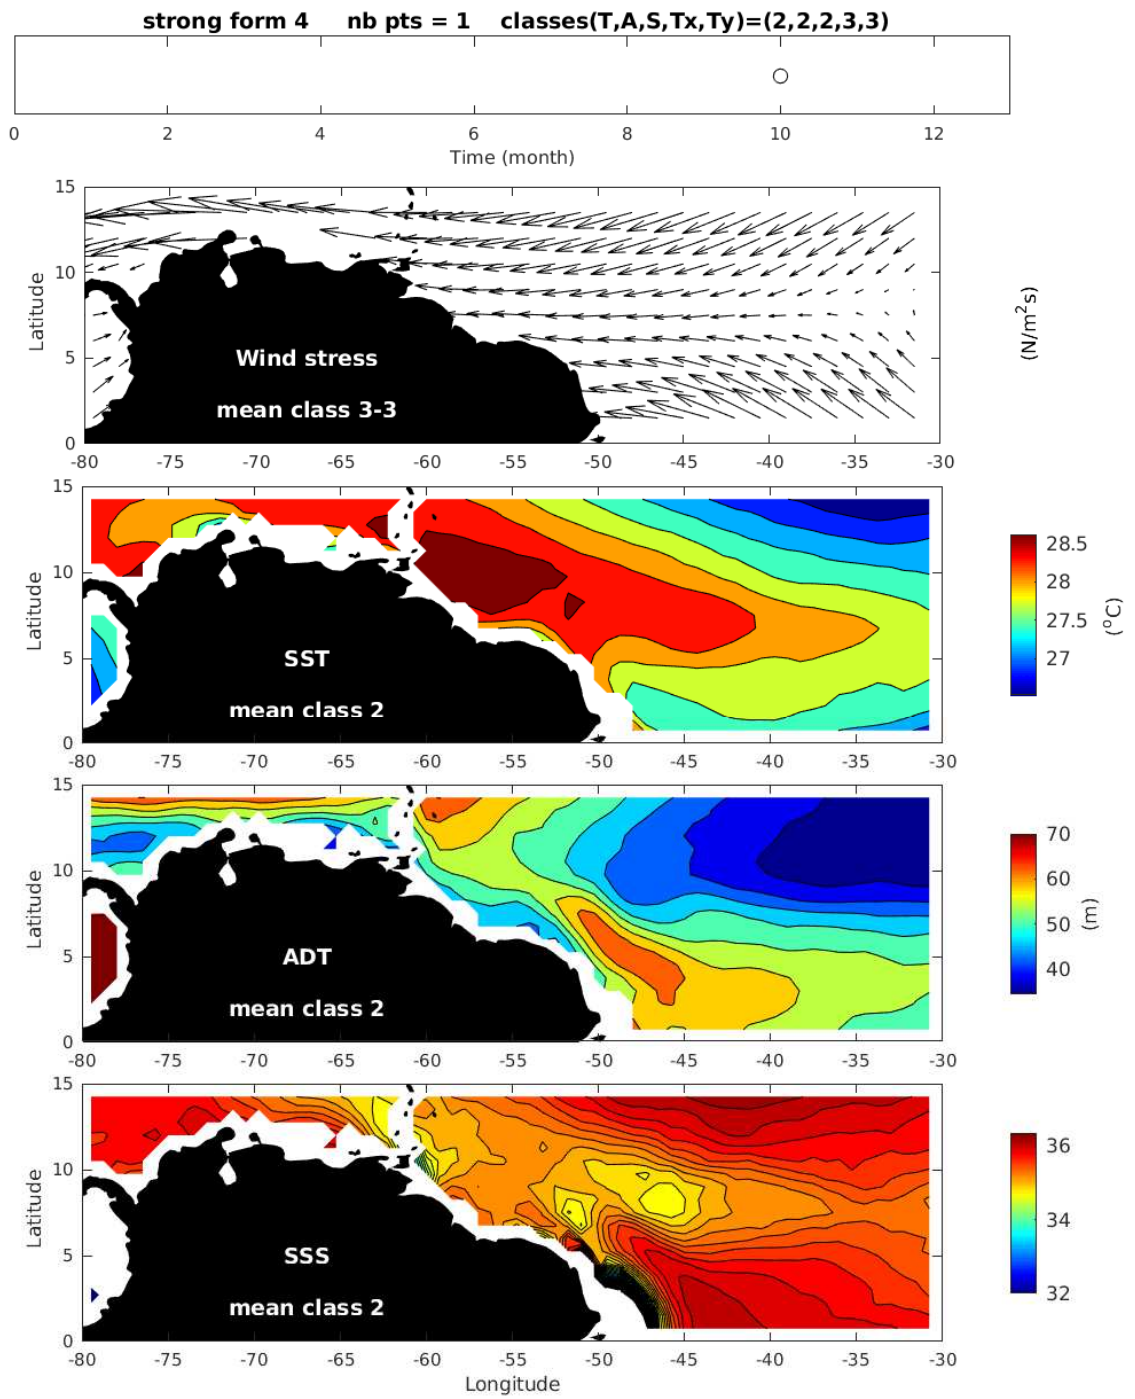 strong form 4 nb pts = 1 classes(T,A,S,Tx,Ty)=(2,2,2,3,3)
0 2 4 6 8 10 12
Time (month)
15
10
5
0
Latitude
Wind stress
mean class 3-3
(N/m²s)
-80 -75 -70 -65 -60 -55 -50 -45 -40 -35 -30
15
10
5
0
Latitude
SST
mean class 2
28.5
28
27.5
27
(°C)
-80 -75 -70 -65 -60 -55 -50 -45 -40 -35 -30
15
10
5
0
Latitude
ADT
mean class 2
70
60
50
40
(m)
-80 -75 -70 -65 -60 -55 -50 -45 -40 -35 -30
15
10
5
0
Latitude
SSS
mean class 2
36
34
32
-80 -75 -70 -65 -60 -55 -50 -45 -40 -35 -30
Longitude